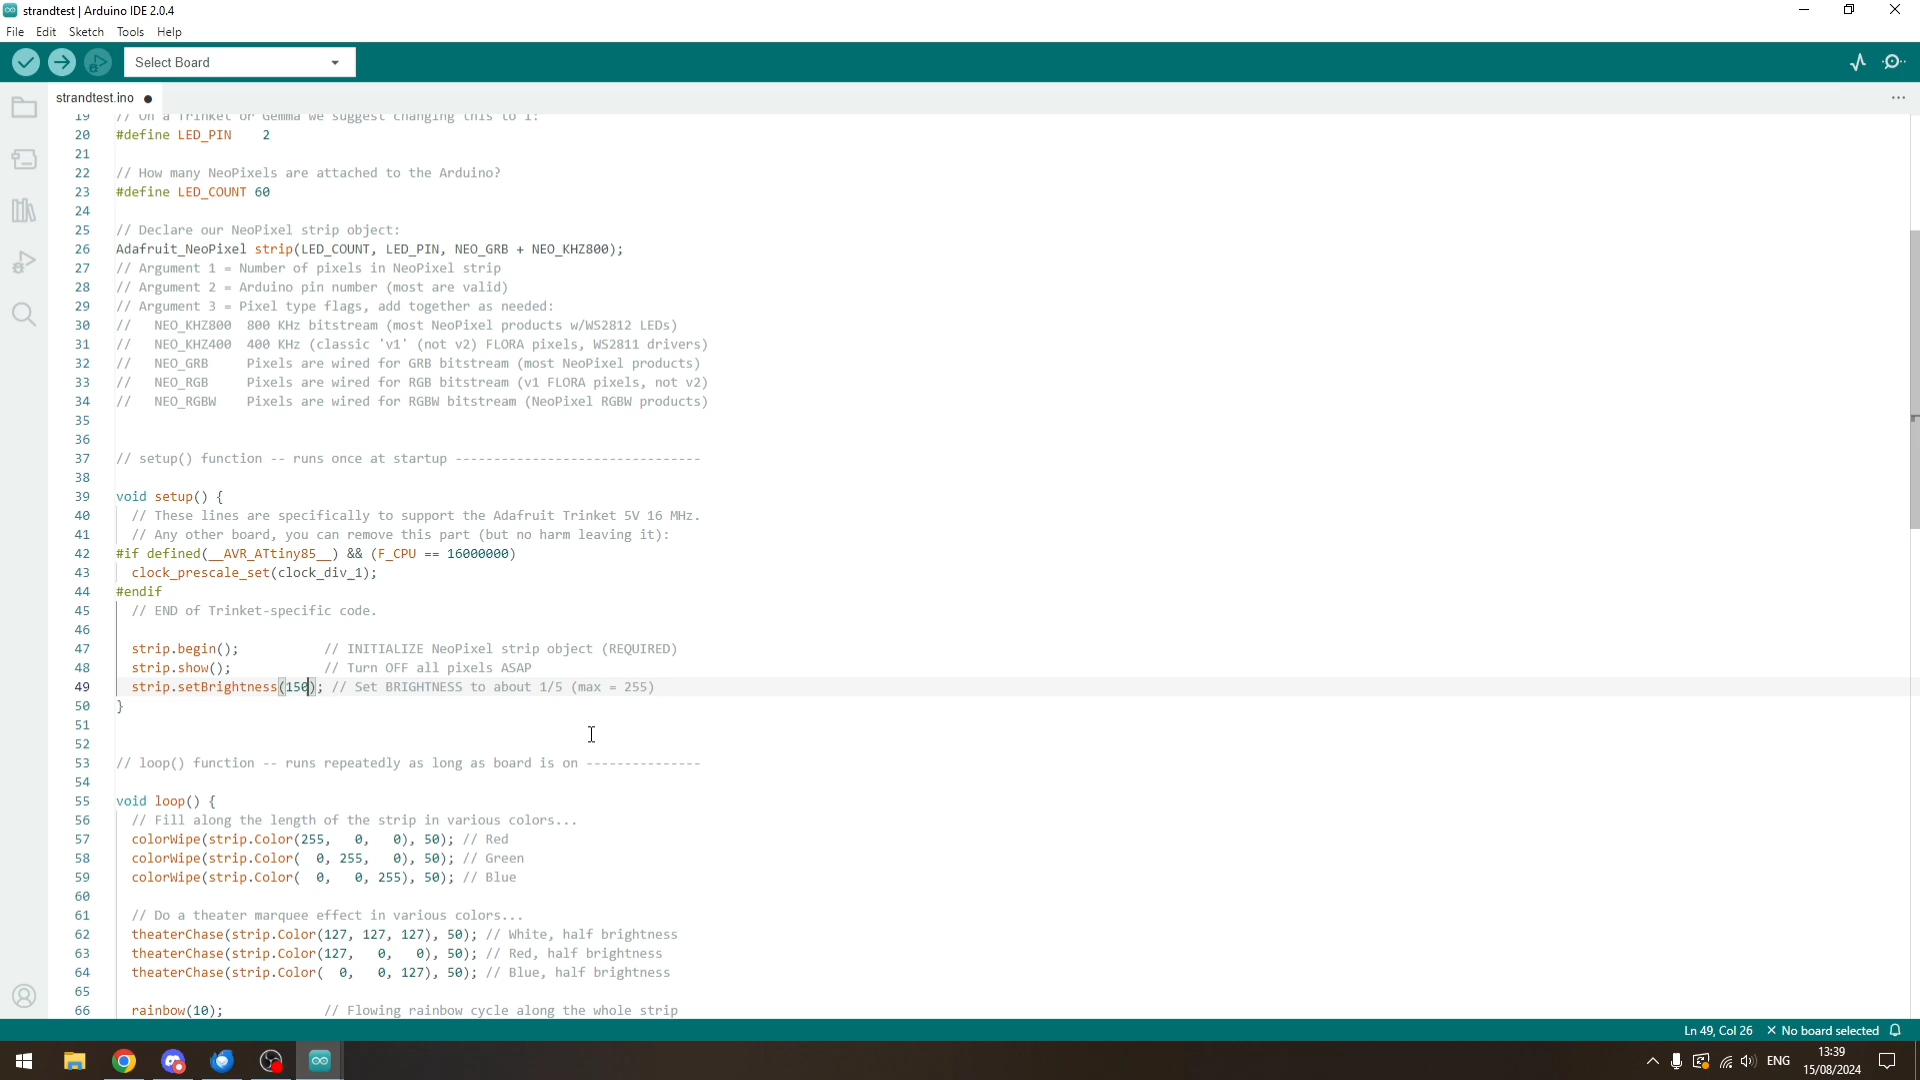 strandtest | Arduino IDE 2.0.4
File Edit Sketch Tools Help
Select Board
strandtest.ino
19 // On a Trinket or Gemma we suggest changing this to 1:
20 #define LED_PIN    2
21
22 // How many NeoPixels are attached to the Arduino?
23 #define LED_COUNT 60
24
25 // Declare our NeoPixel strip object:
26 Adafruit_NeoPixel strip(LED_COUNT, LED_PIN, NEO_GRB + NEO_KHZ800);
27 // Argument 1 = Number of pixels in NeoPixel strip
28 // Argument 2 = Arduino pin number (most are valid)
29 // Argument 3 = Pixel type flags, add together as needed:
30 //   NEO_KHZ800  800 KHz bitstream (most NeoPixel products w/WS2812 LEDs)
31 //   NEO_KHZ400  400 KHz (classic 'v1' (not v2) FLORA pixels, WS2811 drivers)
32 //   NEO_GRB     Pixels are wired for GRB bitstream (most NeoPixel products)
33 //   NEO_RGB     Pixels are wired for RGB bitstream (v1 FLORA pixels, not v2)
34 //   NEO_RGBW    Pixels are wired for RGBW bitstream (NeoPixel RGBW products)
35
36
37 // setup() function -- runs once at startup --------------------------------
38
39 void setup() {
40   // These lines are specifically to support the Adafruit Trinket 5V 16 MHz.
41   // Any other board, you can remove this part (but no harm leaving it):
42 #if defined(__AVR_ATtiny85__) && (F_CPU == 16000000)
43   clock_prescale_set(clock_div_1);
44 #endif
45   // END of Trinket-specific code.
46
47   strip.begin();           // INITIALIZE NeoPixel strip object (REQUIRED)
48   strip.show();            // Turn OFF all pixels ASAP
49   strip.setBrightness(150); // Set BRIGHTNESS to about 1/5 (max = 255)
50 }
51
52
53 // loop() function -- runs repeatedly as long as board is on ---------------
54
55 void loop() {
56   // Fill along the length of the strip in various colors...
57   colorWipe(strip.Color(255,   0,   0), 50); // Red
58   colorWipe(strip.Color(  0, 255,   0), 50); // Green
59   colorWipe(strip.Color(  0,   0, 255), 50); // Blue
60
61   // Do a theater marquee effect in various colors...
62   theaterChase(strip.Color(127, 127, 127), 50); // White, half brightness
63   theaterChase(strip.Color(127,   0,   0), 50); // Red, half brightness
64   theaterChase(strip.Color(  0,   0, 127), 50); // Blue, half brightness
65
66   rainbow(10);             // Flowing rainbow cycle along the whole strip
Ln 49, Col 26 No board selected
ENG
13:39
15/08/2024